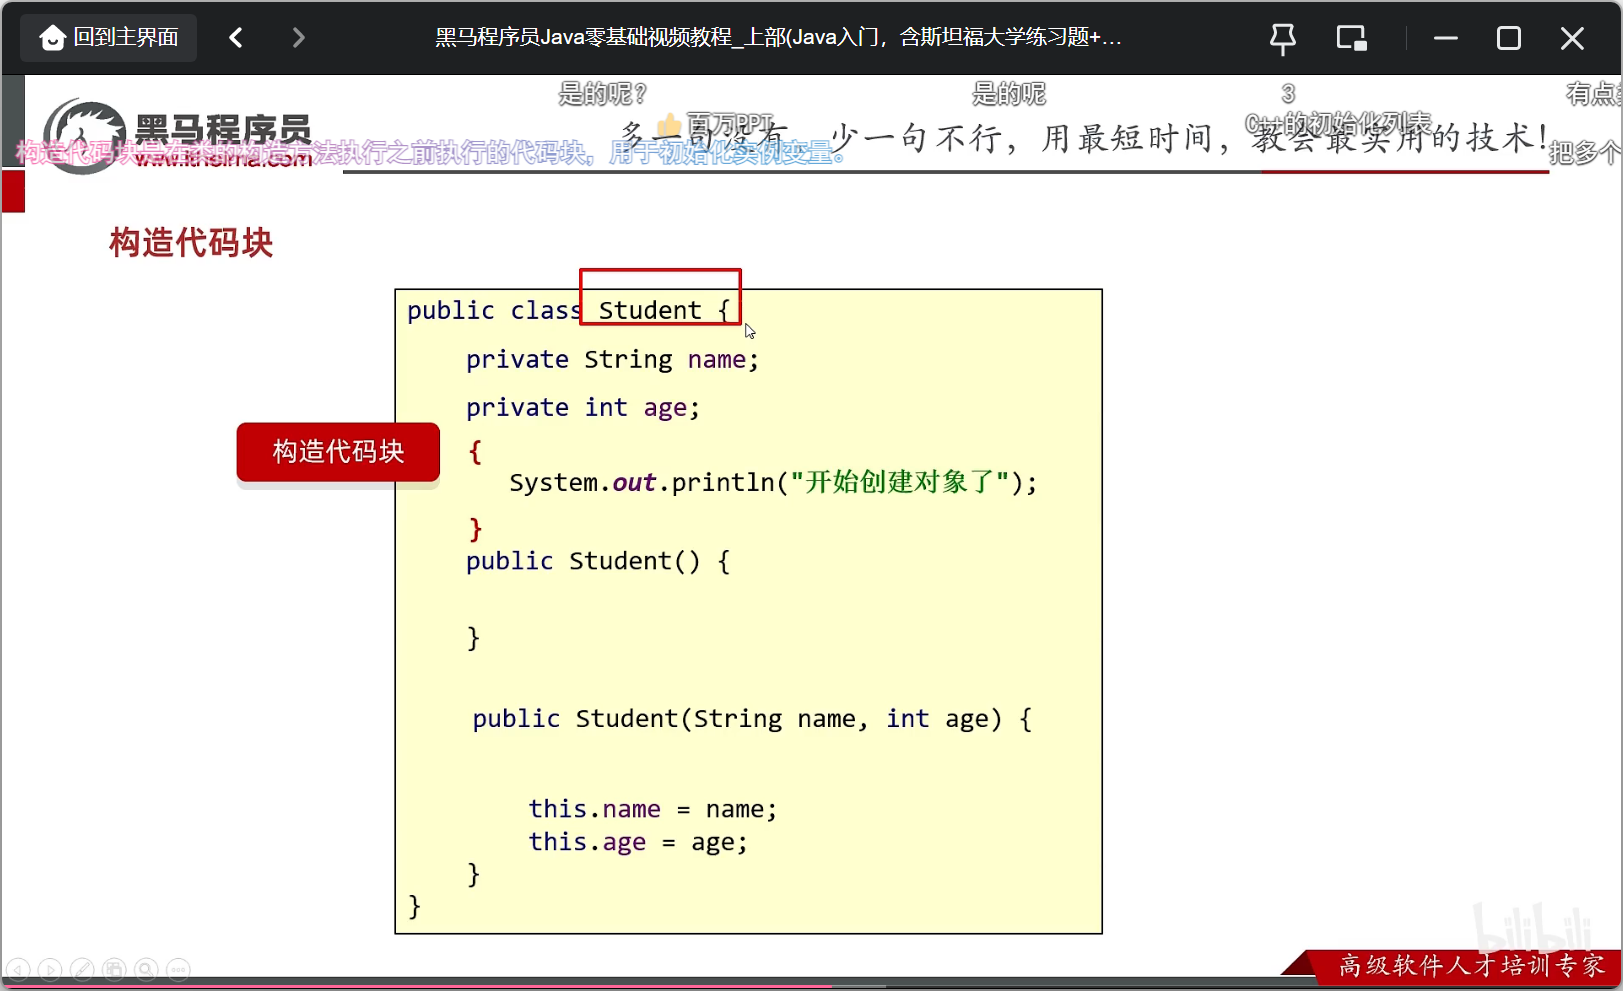 回到主界面
黑马程序员Java零基础视频教程_上部(Java入门，含斯坦福大学练习题+...
是的呢？
是的呢
3
黑马程序员
www.itheima.com
百万PPT
多一句没有，少一句不行，用最短时间，教会最实用的技术！
C++的初始化列表
构造代码块是在类的构造方法执行之前执行的代码块，用于初始化实例变量。
把多个
构造代码块
public class Student {
private String name;
private int age;
构造代码块
{
System.out.println("开始创建对象了");
}
public Student() {
}
public Student(String name, int age) {
this.name = name;
this.age = age;
}
}
bilibili
高级软件人才培训专家